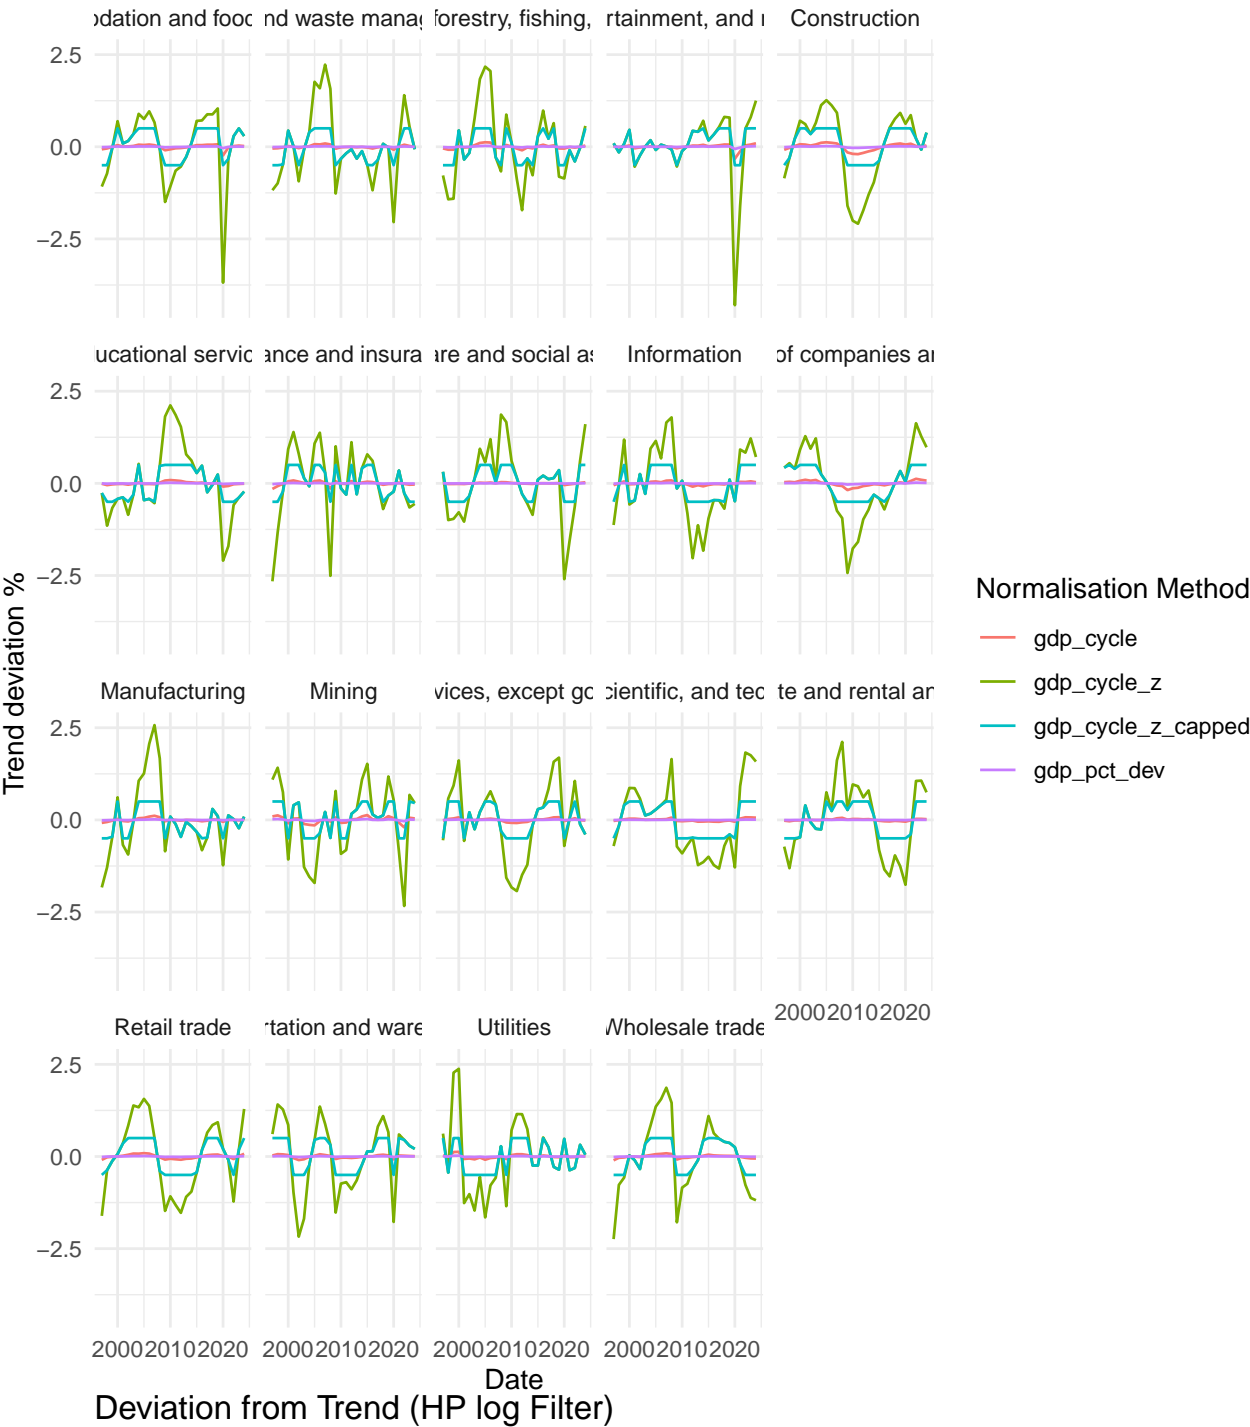 odation and food
nd waste manag
forestry, fishing,
rtainment, and r
Construction
2.5
0.0
−2.5
ucational servic
ance and insura
are and social as
Information
of companies an
2.5
0.0
−2.5
Manufacturing
Mining
vices, except go
cientific, and tec
te and rental an
2.5
0.0
−2.5
Retail trade
rtation and ware
Utilities
Wholesale trade
2000 2010 2020
2.5
0.0
−2.5
2000 2010 2020
2000 2010 2020
2000 2010 2020
2000 2010 2020
Date
Trend deviation %
Deviation from Trend (HP log Filter)
Normalisation Method
gdp_cycle
gdp_cycle_z
gdp_cycle_z_capped
gdp_pct_dev